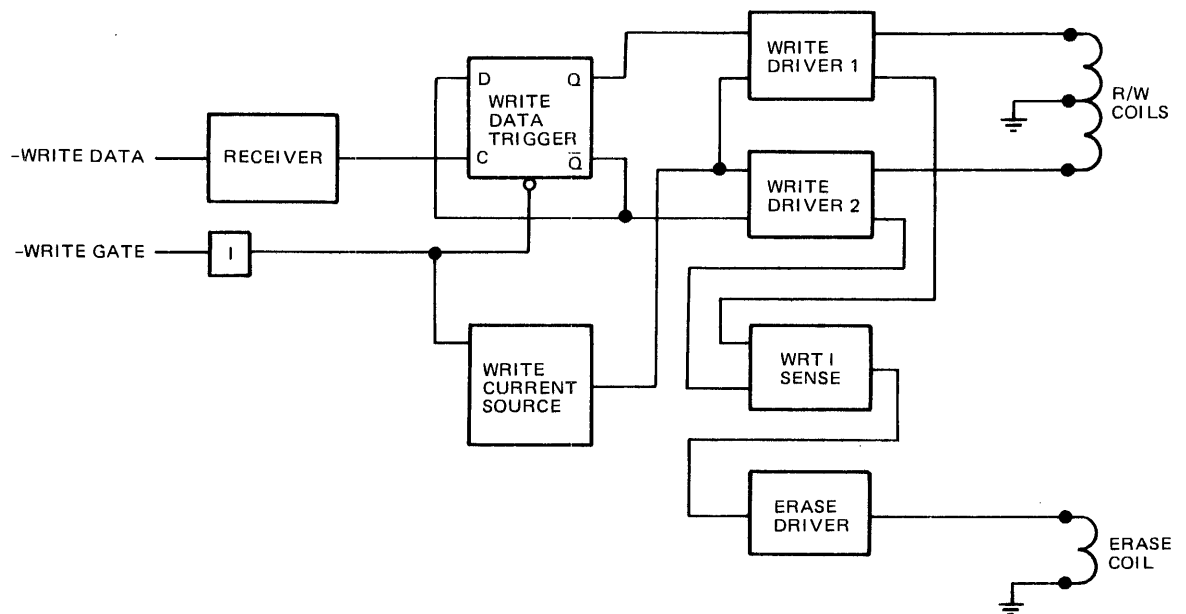 WRITE
DRIVER 1
R/W
COILS
D Q
WRITE
DATA
TRIGGER
C Q̅
-WRITE DATA
RECEIVER
WRITE
DRIVER 2
-WRITE GATE
I
WRITE
CURRENT
SOURCE
WRT I
SENSE
ERASE
DRIVER
ERASE
COIL